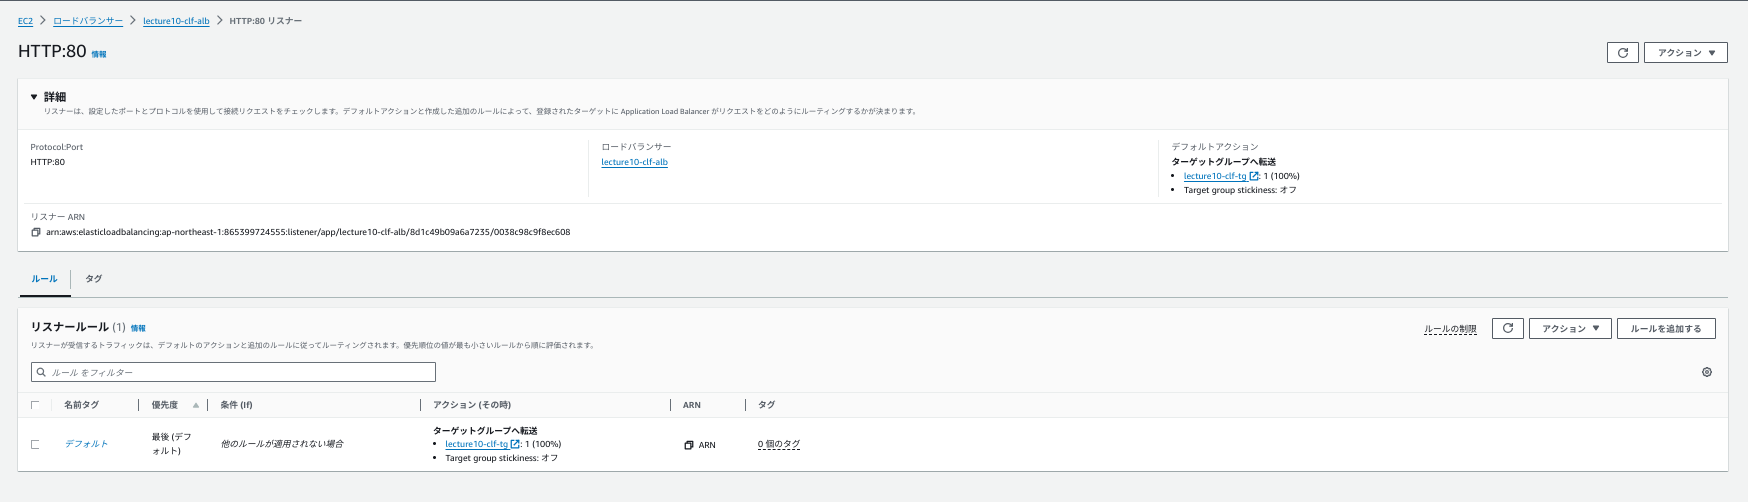 EC2 > ロードバランサー > lecture10-clf-alb > HTTP:80 リスナー
HTTP:80 情報
アクション ▼
▼ 詳細
リスナーは、設定したポートとプロトコルを使用して接続リクエストをチェックします。デフォルトアクションと作成した追加のルールによって、登録されたターゲットに Application Load Balancer がリクエストをどのようにルーティングするかが決まります。
Protocol:Port
HTTP:80
ロードバランサー
lecture10-clf-alb
デフォルトアクション
ターゲットグループへ転送
• lecture10-clf-tg: 1 (100%)
• Target group stickiness: オフ
リスナー ARN
arn:aws:elasticloadbalancing:ap-northeast-1:865399724555:listener/app/lecture10-clf-alb/8d1c49b09a6a7235/0038c98c9f8ec608
ルール タグ
リスナールール (1) 情報
ルールの制限 アクション ▼ ルールを追加する
リスナーが受信するトラフィックは、デフォルトのアクションと追加のルールに従ってルーティングされます。優先順位の値が最も小さいルールから順に評価されます。
ルール をフィルター
名前タグ 優先度 ▲ 条件 (If) アクション (その時) ARN タグ
デフォルト
最後 (デフ
ォルト)
他のルールが適用されない場合
ターゲットグループへ転送
• lecture10-clf-tg: 1 (100%)
• Target group stickiness: オフ
ARN
0 個のタグ